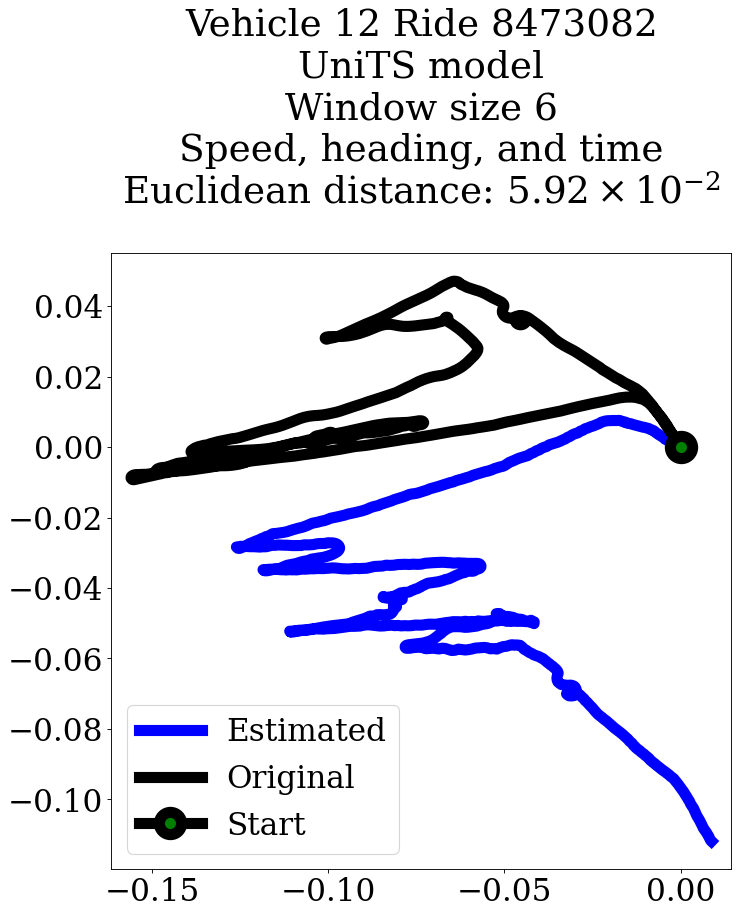 Vehicle 12 Ride 8473082
UniTS model
Window size 6
Speed, heading, and time
Euclidean distance: 5.92 × 10⁻²
0.04
0.02
0.00
−0.02
−0.04
−0.06
−0.08
−0.10
Estimated
Original
Start
−0.15 −0.10 −0.05 0.00